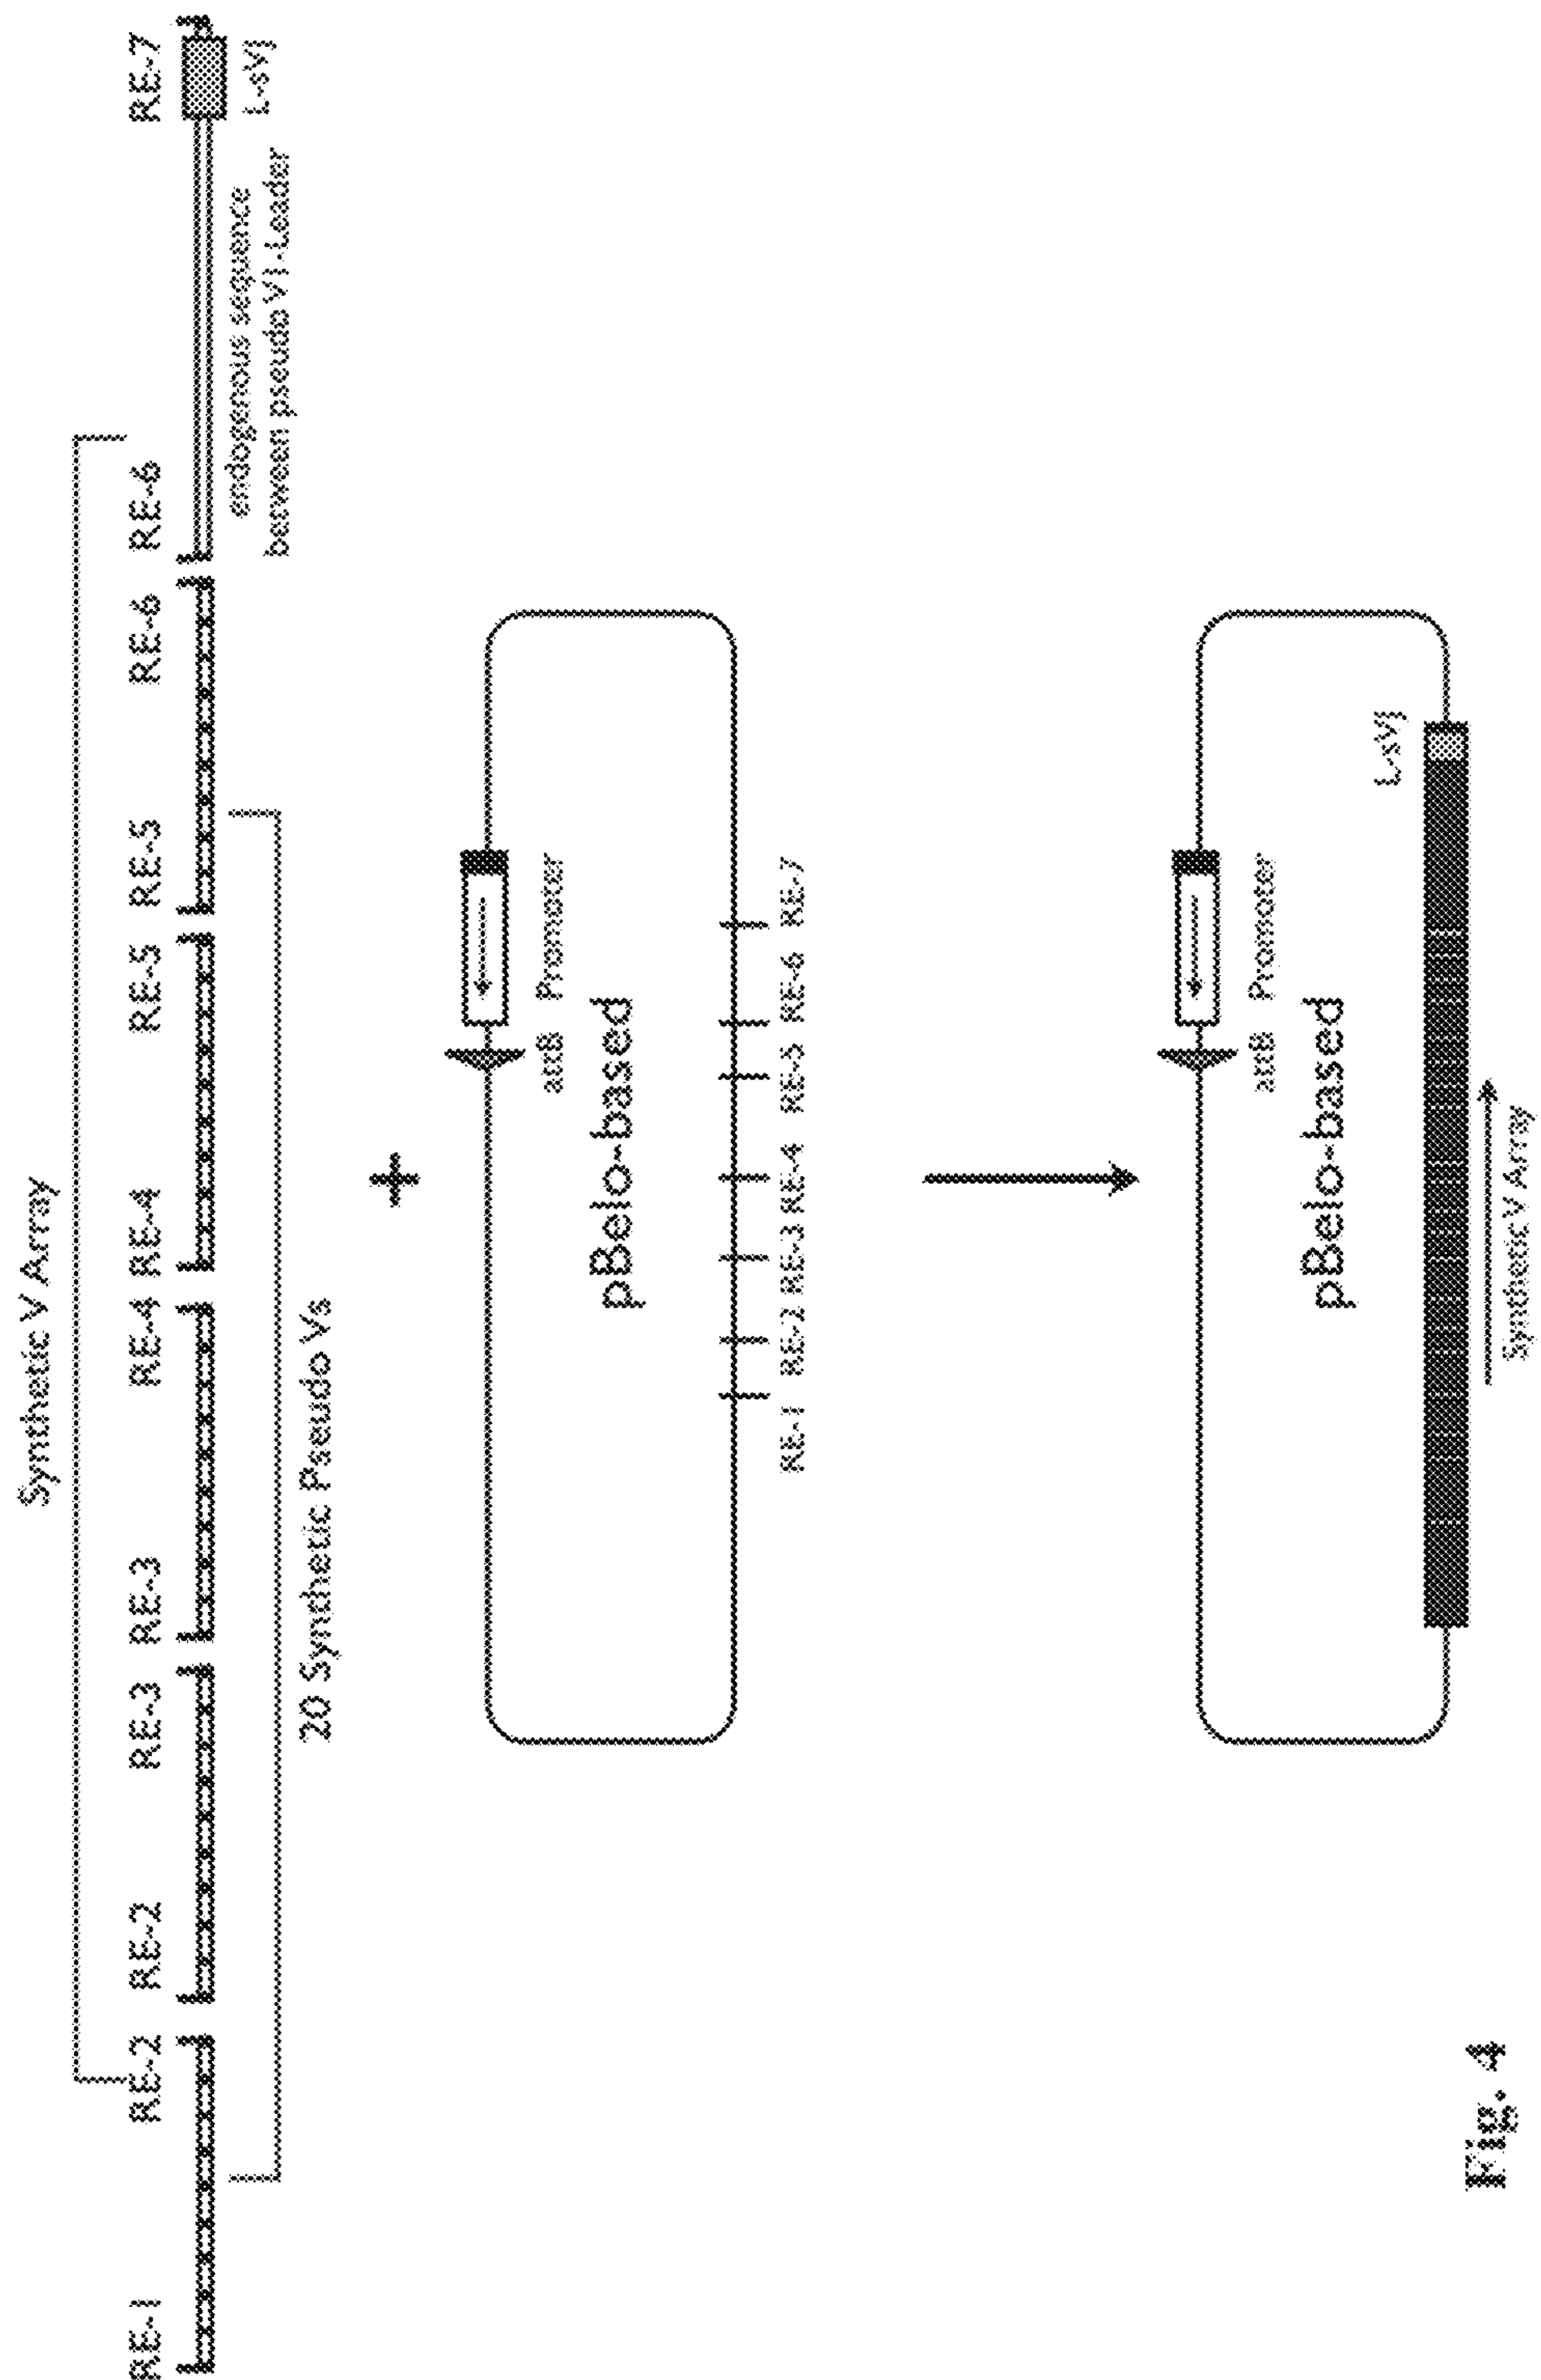 Synthetic V Array
RE-1 RE-2 RE-2 RE-3 RE-3 RE-4 RE-4 RE-5 RE-5 RE-6 RE-6 RE-7
endogenous sequence
between pseudo V1-Leader
L-sVJ
20 Synthetic Pseudo Vs
+
attB Promoter
pBelo-based
RE-1 RE-2 RE-3 RE-4 RE-5 RE-6 RE-7
attB Promoter
pBelo-based
L-sVJ
Synthetic V Array
Fig. 4